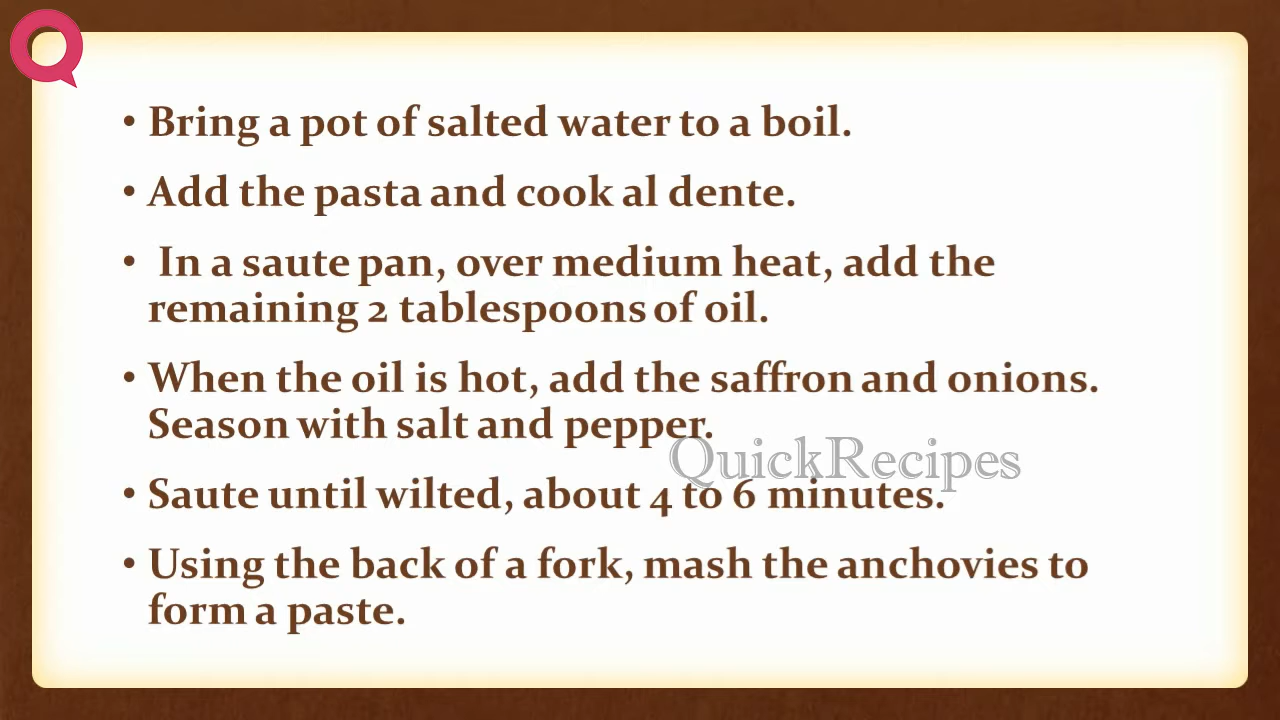 • Bring a pot of salted water to a boil.
• Add the pasta and cook al dente.
• In a saute pan, over medium heat, add the
remaining 2 tablespoons of oil.
• When the oil is hot, add the saffron and onions.
Season with salt and pepper.
QuickRecipes
• Saute until wilted, about 4 to 6 minutes.
• Using the back of a fork, mash the anchovies to
form a paste.